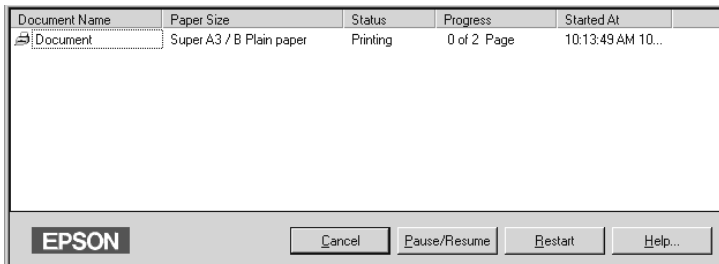 Document Name Paper Size Status Progress Started At
Document Super A3 / B Plain paper Printing 0 of 2 Page 10:13:49 AM 10...
EPSON Cancel Pause/Resume Restart Help...